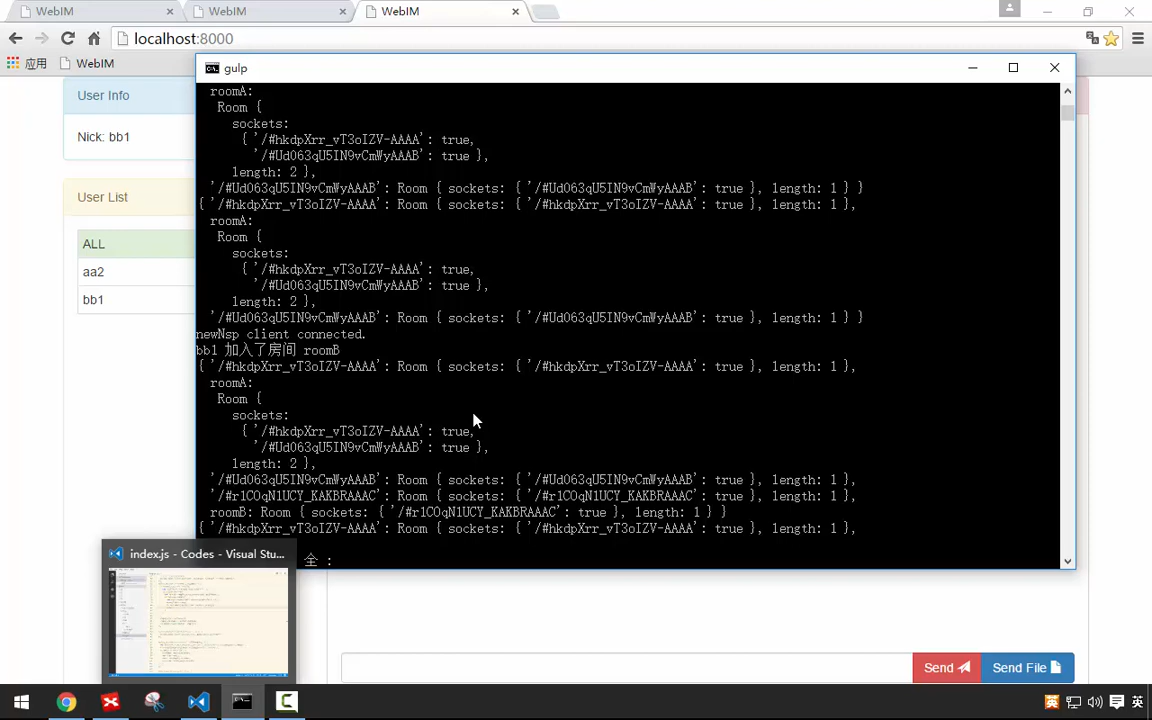 WebIM
WebIM
WebIM
localhost:8000
应用
WebIM
gulp
User Info
Nick: bb1
User List
ALL
aa2
bb1
roomA:
Room {
sockets:
{ '/#hkdpXrr_vT3oIZV-AAAA': true,
'/#Ud063qU5IN9vCmWyAAAB': true },
length: 2 },
'/#Ud063qU5IN9vCmWyAAAB': Room { sockets: { '/#Ud063qU5IN9vCmWyAAAB': true }, length: 1 } }
{ '/#hkdpXrr_vT3oIZV-AAAA': Room { sockets: { '/#hkdpXrr_vT3oIZV-AAAA': true }, length: 1 },
roomA:
Room {
sockets:
{ '/#hkdpXrr_vT3oIZV-AAAA': true,
'/#Ud063qU5IN9vCmWyAAAB': true },
length: 2 },
'/#Ud063qU5IN9vCmWyAAAB': Room { sockets: { '/#Ud063qU5IN9vCmWyAAAB': true }, length: 1 } }
newNsp client connected.
bb1 加入了房间 roomB
{ '/#hkdpXrr_vT3oIZV-AAAA': Room { sockets: { '/#hkdpXrr_vT3oIZV-AAAA': true }, length: 1 },
roomA:
Room {
sockets:
{ '/#hkdpXrr_vT3oIZV-AAAA': true,
'/#Ud063qU5IN9vCmWyAAAB': true },
length: 2 },
'/#Ud063qU5IN9vCmWyAAAB': Room { sockets: { '/#Ud063qU5IN9vCmWyAAAB': true }, length: 1 },
'/#r1COqN1UCY_KAKBRAAAC': Room { sockets: { '/#r1COqN1UCY_KAKBRAAAC': true }, length: 1 },
roomB: Room { sockets: { '/#r1COqN1UCY_KAKBRAAAC': true }, length: 1 } }
{ '/#hkdpXrr_vT3oIZV-AAAA': Room { sockets: { '/#hkdpXrr_vT3oIZV-AAAA': true }, length: 1 },
index.js - Codes - Visual Stu...
全 :
Send
Send File
英